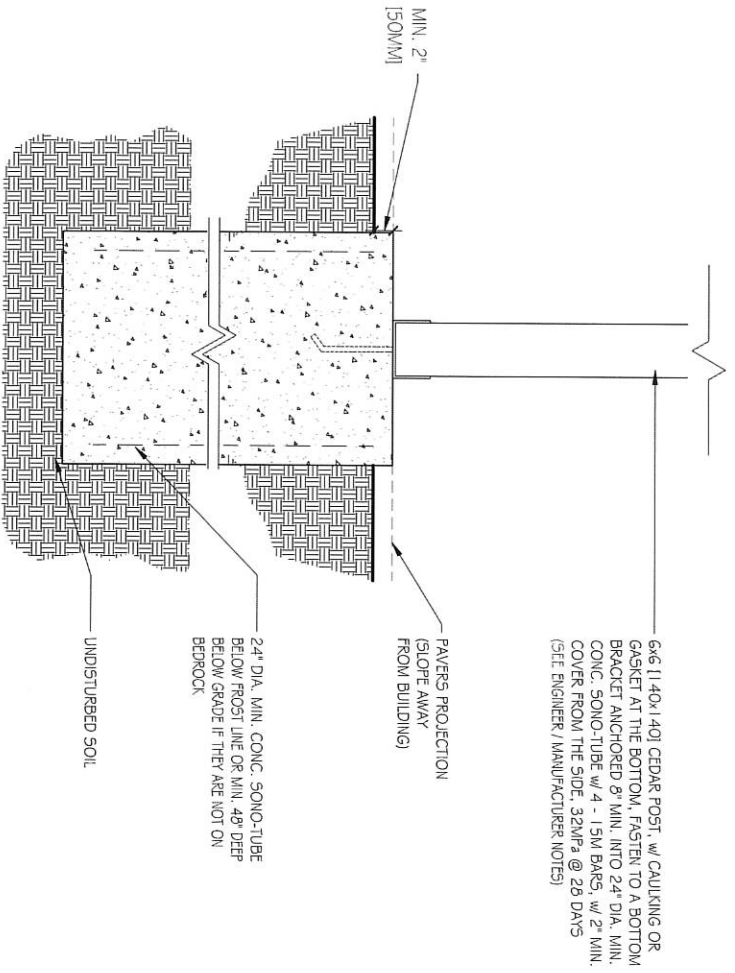 6x6 [140x140] CEDAR POST, w/ CAULKING OR
GASKET AT THE BOTTOM, FASTEN TO A BOTTOM
BRACKET ANCHORED 8" MIN. INTO 24" DIA. MIN.
CONC. SONO-TUBE w/ 4 - 15M BARS, w/ 2" MIN.
COVER FROM THE SIDE, 32MPa @ 28 DAYS
(SEE ENGINEER / MANUFACTURER NOTES)
MIN. 2"
[50MM]
PAVERS PROJECTION
(SLOPE AWAY
FROM BUILDING)
24" DIA. MIN. CONC. SONO-TUBE
BELOW FROST LINE OR MIN. 48" DEEP
BELOW GRADE IF THEY ARE NOT ON
BEDROCK
UNDISTURBED SOIL